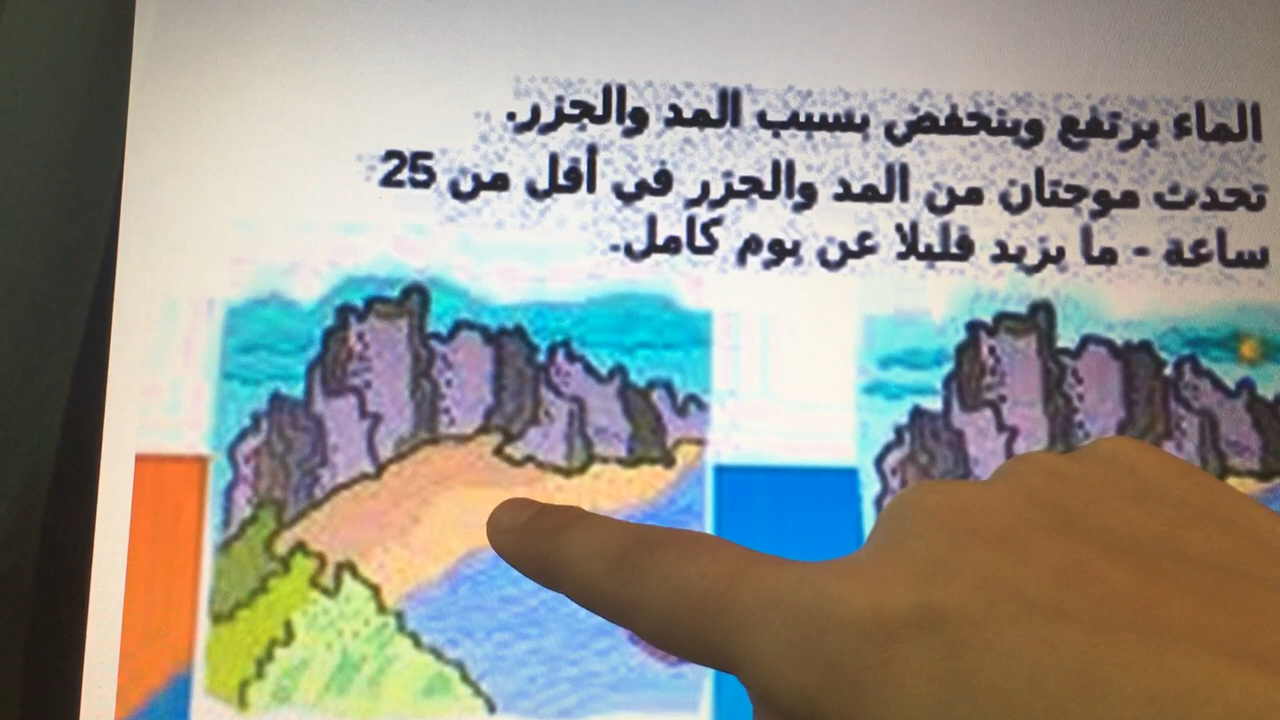 الماء يرتفع وينخفض بسبب المد والجزر.
تحدث موجتان من المد والجزر في أقل من 25
ساعة - ما يزيد قليلا عن يوم كامل.